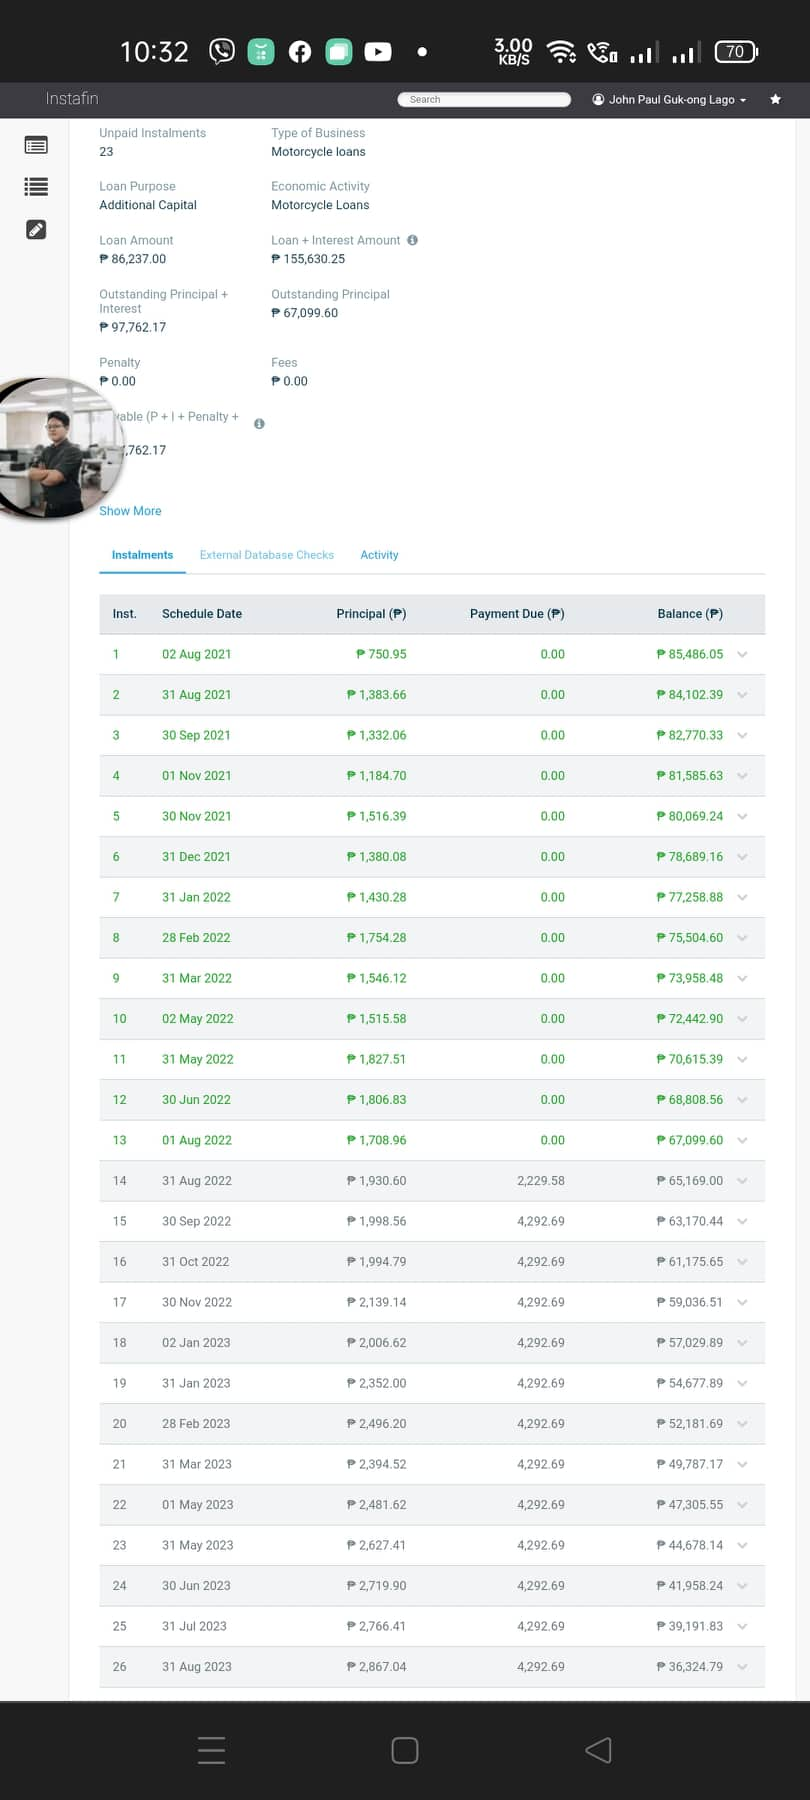 10:32 3.00 KB/S 70
Instafin Search John Paul Guk-ong Lago
Unpaid Instalments Type of Business
23 Motorcycle loans
Loan Purpose Economic Activity
Additional Capital Motorcycle Loans
Loan Amount Loan + Interest Amount
₱ 86,237.00 ₱ 155,630.25
Outstanding Principal + Interest Outstanding Principal
₱ 97,762.17 ₱ 67,099.60
Penalty Fees
₱ 0.00 ₱ 0.00
(P + I + Penalty +
,762.17
Show More
Instalments External Database Checks Activity
Inst. Schedule Date Principal (₱) Payment Due (₱) Balance (₱)
1 02 Aug 2021 ₱ 750.95 0.00 ₱ 85,486.05
2 31 Aug 2021 ₱ 1,383.66 0.00 ₱ 84,102.39
3 30 Sep 2021 ₱ 1,332.06 0.00 ₱ 82,770.33
4 01 Nov 2021 ₱ 1,184.70 0.00 ₱ 81,585.63
5 30 Nov 2021 ₱ 1,516.39 0.00 ₱ 80,069.24
6 31 Dec 2021 ₱ 1,380.08 0.00 ₱ 78,689.16
7 31 Jan 2022 ₱ 1,430.28 0.00 ₱ 77,258.88
8 28 Feb 2022 ₱ 1,754.28 0.00 ₱ 75,504.60
9 31 Mar 2022 ₱ 1,546.12 0.00 ₱ 73,958.48
10 02 May 2022 ₱ 1,515.58 0.00 ₱ 72,442.90
11 31 May 2022 ₱ 1,827.51 0.00 ₱ 70,615.39
12 30 Jun 2022 ₱ 1,806.83 0.00 ₱ 68,808.56
13 01 Aug 2022 ₱ 1,708.96 0.00 ₱ 67,099.60
14 31 Aug 2022 ₱ 1,930.60 2,229.58 ₱ 65,169.00
15 30 Sep 2022 ₱ 1,998.56 4,292.69 ₱ 63,170.44
16 31 Oct 2022 ₱ 1,994.79 4,292.69 ₱ 61,175.65
17 30 Nov 2022 ₱ 2,139.14 4,292.69 ₱ 59,036.51
18 02 Jan 2023 ₱ 2,006.62 4,292.69 ₱ 57,029.89
19 31 Jan 2023 ₱ 2,352.00 4,292.69 ₱ 54,677.89
20 28 Feb 2023 ₱ 2,496.20 4,292.69 ₱ 52,181.69
21 31 Mar 2023 ₱ 2,394.52 4,292.69 ₱ 49,787.17
22 01 May 2023 ₱ 2,481.62 4,292.69 ₱ 47,305.55
23 31 May 2023 ₱ 2,627.41 4,292.69 ₱ 44,678.14
24 30 Jun 2023 ₱ 2,719.90 4,292.69 ₱ 41,958.24
25 31 Jul 2023 ₱ 2,766.41 4,292.69 ₱ 39,191.83
26 31 Aug 2023 ₱ 2,867.04 4,292.69 ₱ 36,324.79